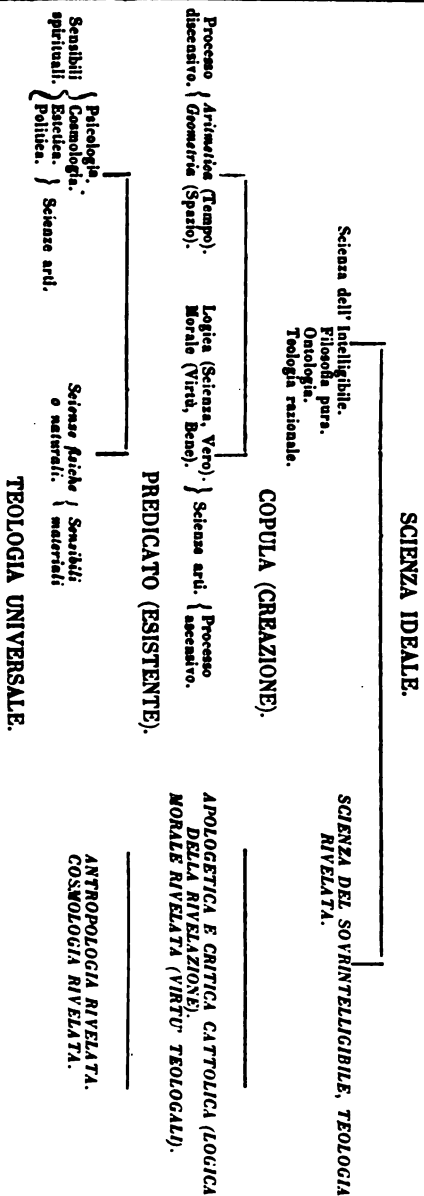 SCIENZA IDEALE.
Scienza dell' Intelligibile.
Filosofia pura.
Ontologia.
Teologia razionale.
SCIENZA DEL SOVRINTELLIGIBILE, TEOLOGIA
RIVELATA.
COPULA (CREAZIONE).
Processo
discensivo. { Aritmetica (Tempo).
Geometria (Spazio).
Logica (Scienza, Vero).
Morale (Virtù, Bene). } Scienze arti. { Processo
ascensivo.
APOLOGETICA E CRITICA CATTOLICA (LOGICA
DELLA RIVELAZIONE).
MORALE RIVELATA (VIRTU' TEOLOGALI).
PREDICATO (ESISTENTE).
Sensibili
spirituali. } { Psicologia.
Cosmologia.
Estetica.
Politica. } Scienze arti.
Scienze fisiche
o naturali. { Sensibili
materiali
ANTROPOLOGIA RIVELATA.
COSMOLOGIA RIVELATA.
TEOLOGIA UNIVERSALE.